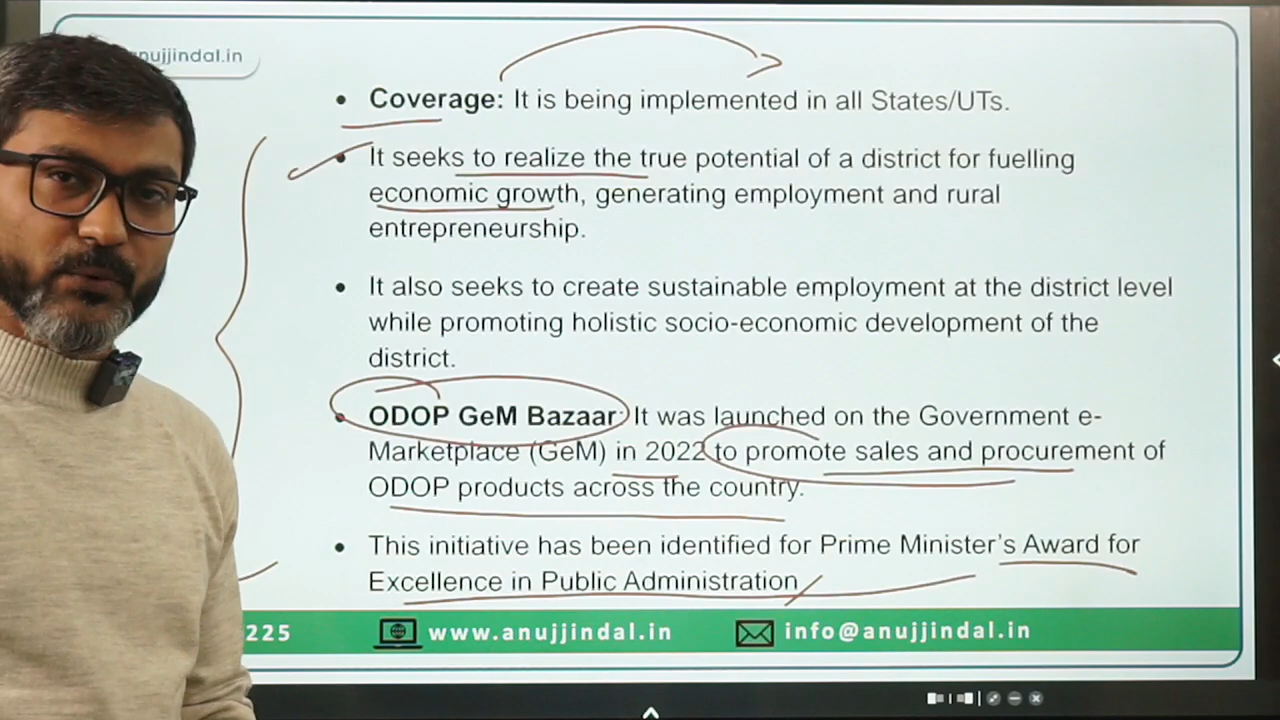 anujjindal.in
• Coverage: It is being implemented in all States/UTs.
• It seeks to realize the true potential of a district for fuelling
economic growth, generating employment and rural
entrepreneurship.
• It also seeks to create sustainable employment at the district level
while promoting holistic socio-economic development of the
district.
• ODOP GeM Bazaar: It was launched on the Government e-
Marketplace (GeM) in 2022 to promote sales and procurement of
ODOP products across the country.
• This initiative has been identified for Prime Minister's Award for
Excellence in Public Administration
225 www.anujjindal.in info@anujjindal.in